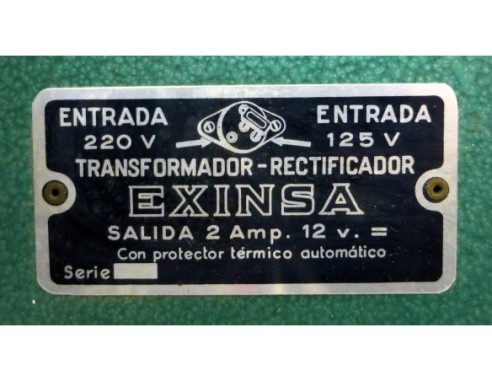 ENTRADA ENTRADA
220 V 125 V
TRANSFORMADOR-RECTIFICADOR
EXINSA
SALIDA 2 Amp. 12 v. =
Con protector térmico automático
Serie